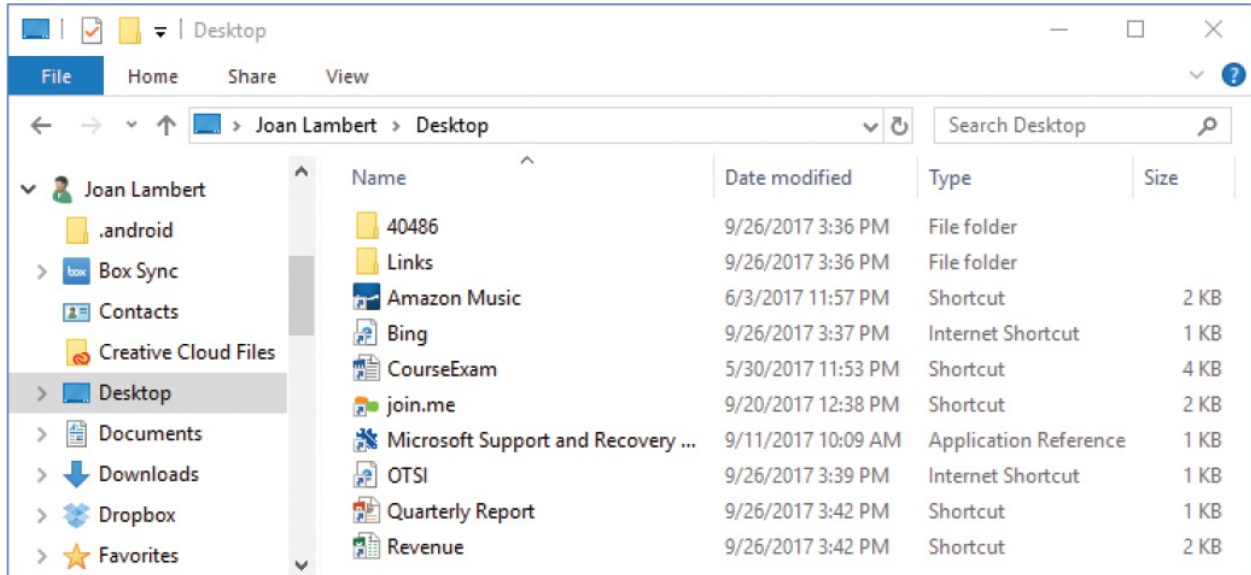 Desktop
File Home Share View
Joan Lambert > Desktop Search Desktop
Joan Lambert
.android
Box Sync
Contacts
Creative Cloud Files
Desktop
Documents
Downloads
Dropbox
Favorites
Name Date modified Type Size
40486 9/26/2017 3:36 PM File folder
Links 9/26/2017 3:36 PM File folder
Amazon Music 6/3/2017 11:57 PM Shortcut 2 KB
Bing 9/26/2017 3:37 PM Internet Shortcut 1 KB
CourseExam 5/30/2017 11:53 PM Shortcut 4 KB
join.me 9/20/2017 12:38 PM Shortcut 2 KB
Microsoft Support and Recovery ... 9/11/2017 10:09 AM Application Reference 1 KB
OTSI 9/26/2017 3:39 PM Internet Shortcut 1 KB
Quarterly Report 9/26/2017 3:42 PM Shortcut 1 KB
Revenue 9/26/2017 3:42 PM Shortcut 2 KB